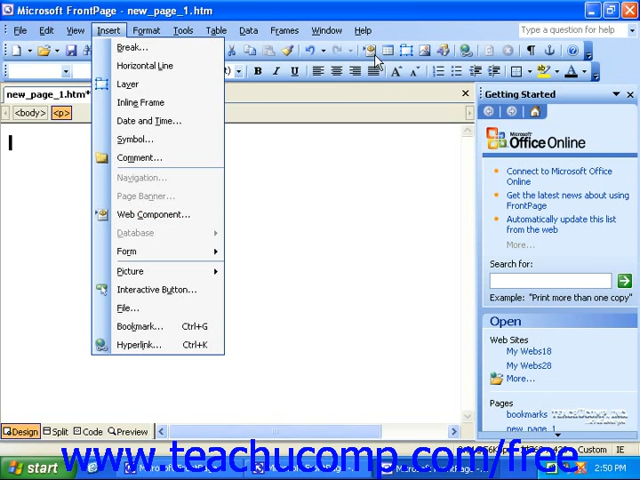 Microsoft FrontPage - new_page_1.htm
File Edit View Insert Format Tools Table Data Frames Window Help
Type a question for help
new_page_1.htm*
<body> <p>
Break...
Horizontal Line
Layer
Inline Frame
Date and Time...
Symbol...
Comment...
Navigation...
Page Banner...
Web Component...
Database
Form
Picture
Interactive Button...
File...
Bookmark... Ctrl+G
Hyperlink... Ctrl+K
Getting Started
Microsoft
Office Online
Connect to Microsoft Office
Online
Get the latest news about using
FrontPage
Automatically update this list
from the web
More...
Search for:
Example: "Print more than one copy"
Open
Web Sites
My Webs18
My Webs28
More...
Pages
bookmarks
new_page_1
TEACHUCOMP, INC.
Design Split Code Preview
Custom INS
www.teachucomp.com/free
start
2:50 PM